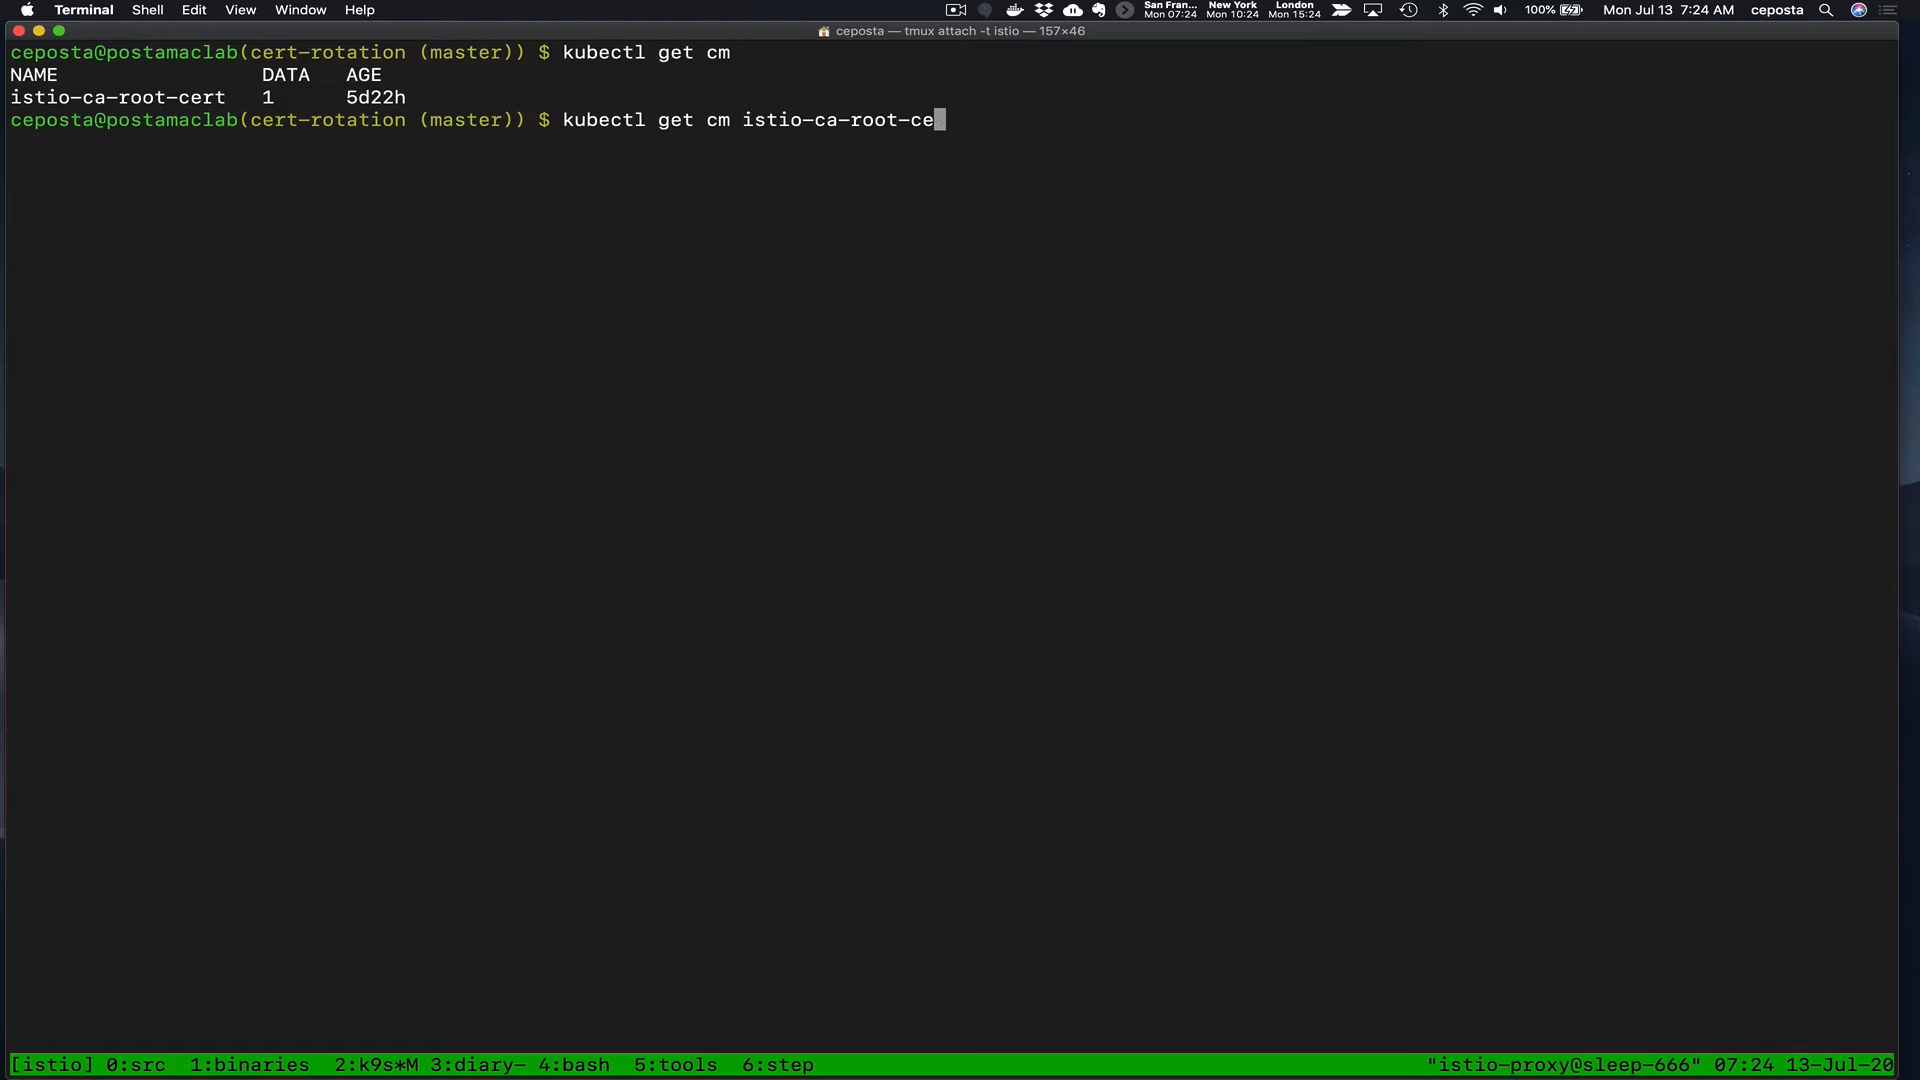 Terminal Shell Edit View Window Help San Fran... Mon 07:24 New York Mon 10:24 London Mon 15:24 100% Mon Jul 13 7:24 AM ceposta
ceposta — tmux attach -t istio — 157×46
ceposta@postamaclab(cert-rotation (master)) $ kubectl get cm
NAME DATA AGE
istio-ca-root-cert 1 5d22h
ceposta@postamaclab(cert-rotation (master)) $ kubectl get cm istio-ca-root-ce
[istio] 0:src 1:binaries 2:k9s*M 3:diary- 4:bash 5:tools 6:step "istio-proxy@sleep-666" 07:24 13-Jul-20